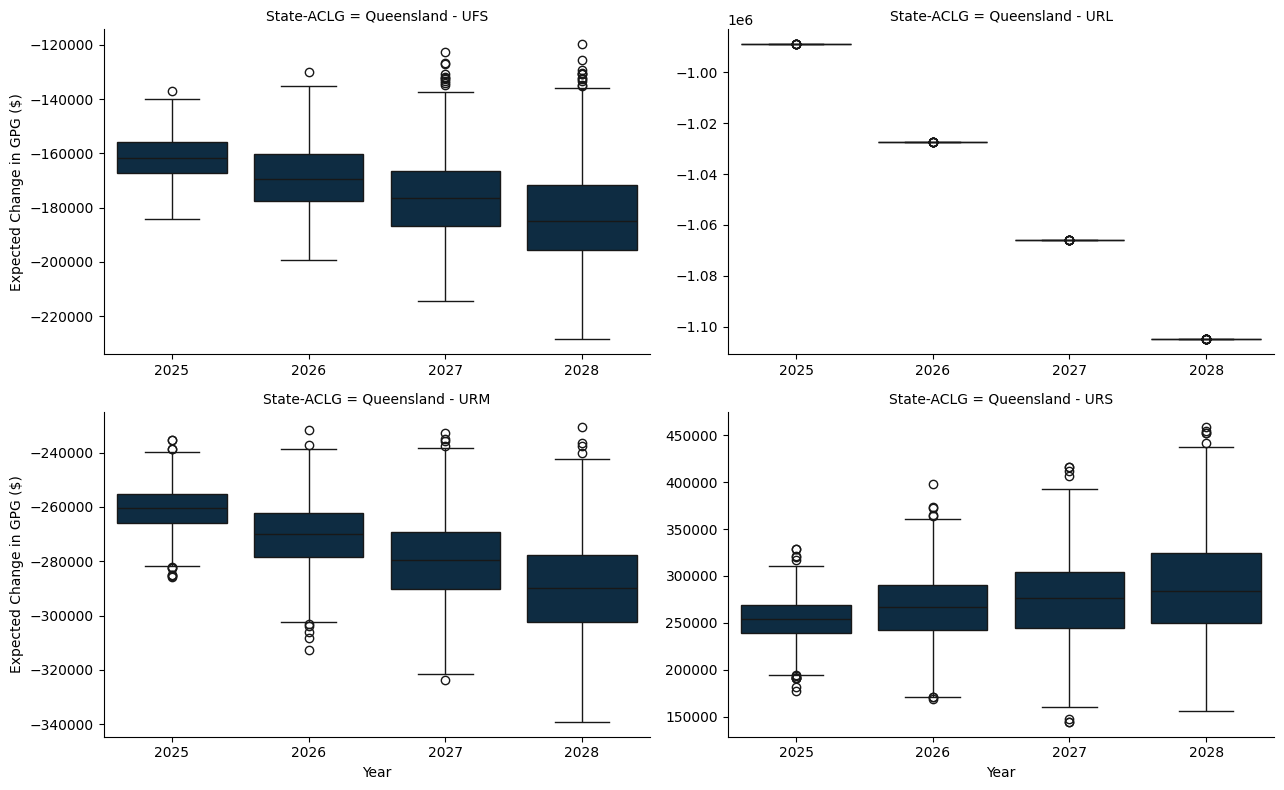 State-ACLG = Queensland - UFS
Expected Change in GPG ($)
−120000
−140000
−160000
−180000
−200000
−220000
2025 2026 2027 2028
State-ACLG = Queensland - URL
1e6
−1.00
−1.02
−1.04
−1.06
−1.08
−1.10
2025 2026 2027 2028
State-ACLG = Queensland - URM
Expected Change in GPG ($)
−240000
−260000
−280000
−300000
−320000
−340000
2025 2026 2027 2028
Year
State-ACLG = Queensland - URS
450000
400000
350000
300000
250000
200000
150000
2025 2026 2027 2028
Year